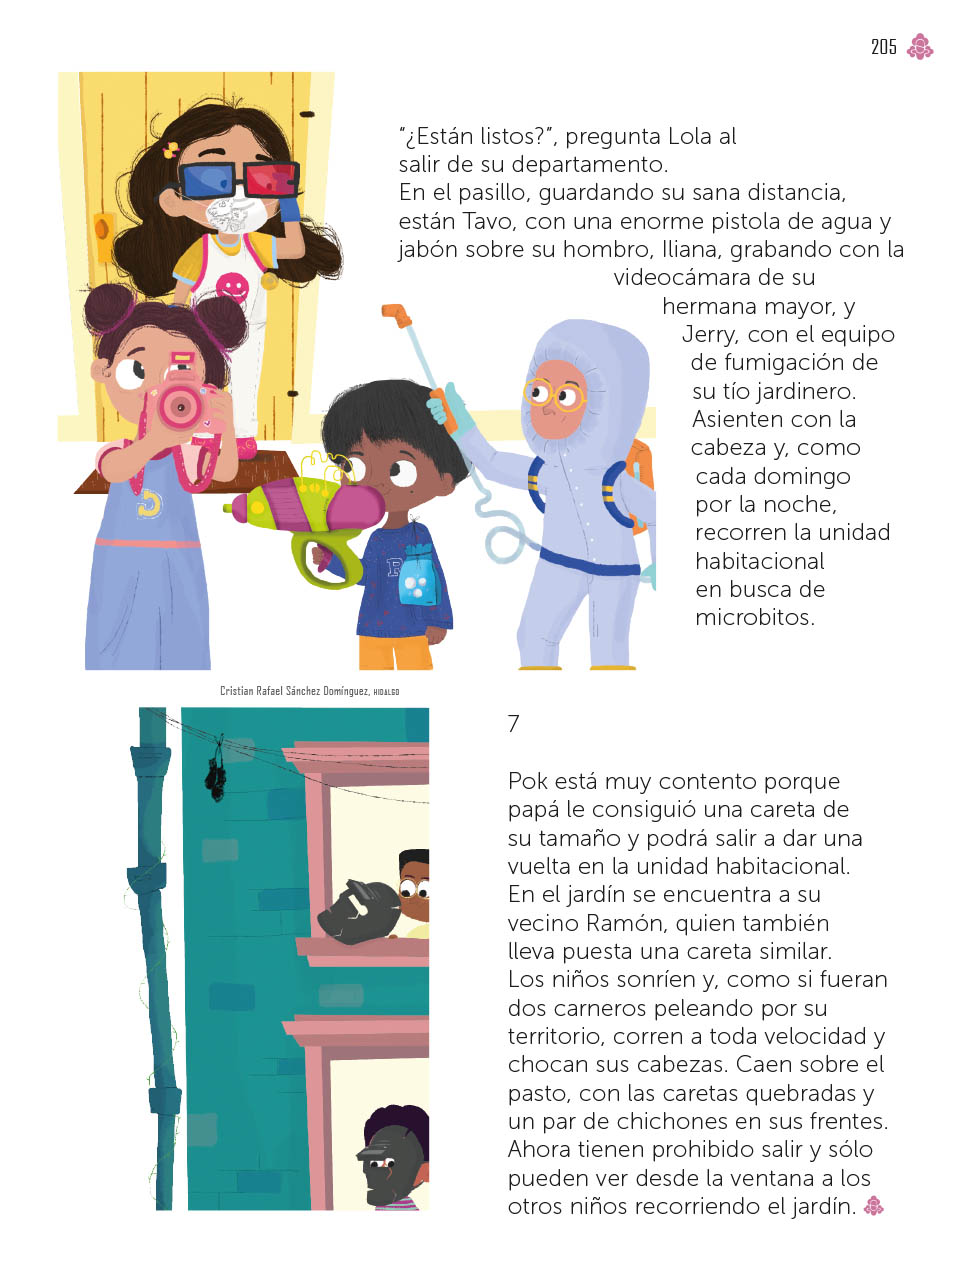 205
“¿Están listos?”, pregunta Lola al
salir de su departamento.
En el pasillo, guardando su sana distancia,
están Tavo, con una enorme pistola de agua y
jabón sobre su hombro, Iliana, grabando con la
videocámara de su
hermana mayor, y
Jerry, con el equipo
de fumigación de
su tío jardinero.
Asienten con la
cabeza y, como
cada domingo
por la noche,
recorren la unidad
habitacional
en busca de
microbitos.
Cristian Rafael Sánchez Domínguez, HIDALGO
7
Pok está muy contento porque
papá le consiguió una careta de
su tamaño y podrá salir a dar una
vuelta en la unidad habitacional.
En el jardín se encuentra a su
vecino Ramón, quien también
lleva puesta una careta similar.
Los niños sonríen y, como si fueran
dos carneros peleando por su
territorio, corren a toda velocidad y
chocan sus cabezas. Caen sobre el
pasto, con las caretas quebradas y
un par de chichones en sus frentes.
Ahora tienen prohibido salir y sólo
pueden ver desde la ventana a los
otros niños recorriendo el jardín.